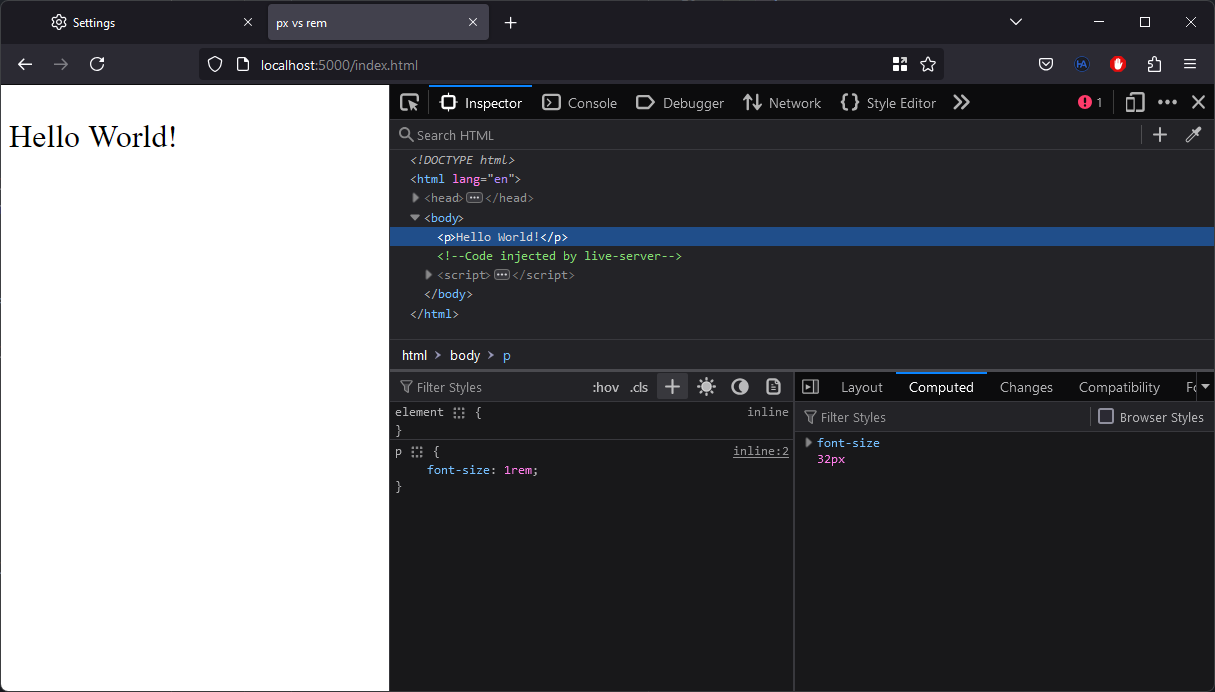 Settings
px vs rem
localhost:5000/index.html
Hello World!
Inspector
Console
Debugger
Network
Style Editor
1
Search HTML
<!DOCTYPE html>
<html lang="en">
<head></head>
<body>
<p>Hello World!</p>
<!--Code injected by live-server-->
<script></script>
</body>
</html>
html > body > p
Filter Styles
:hov .cls
element { inline
}
p { inline:2
font-size: 1rem;
}
Layout
Computed
Changes
Compatibility
Filter Styles
Browser Styles
font-size
32px